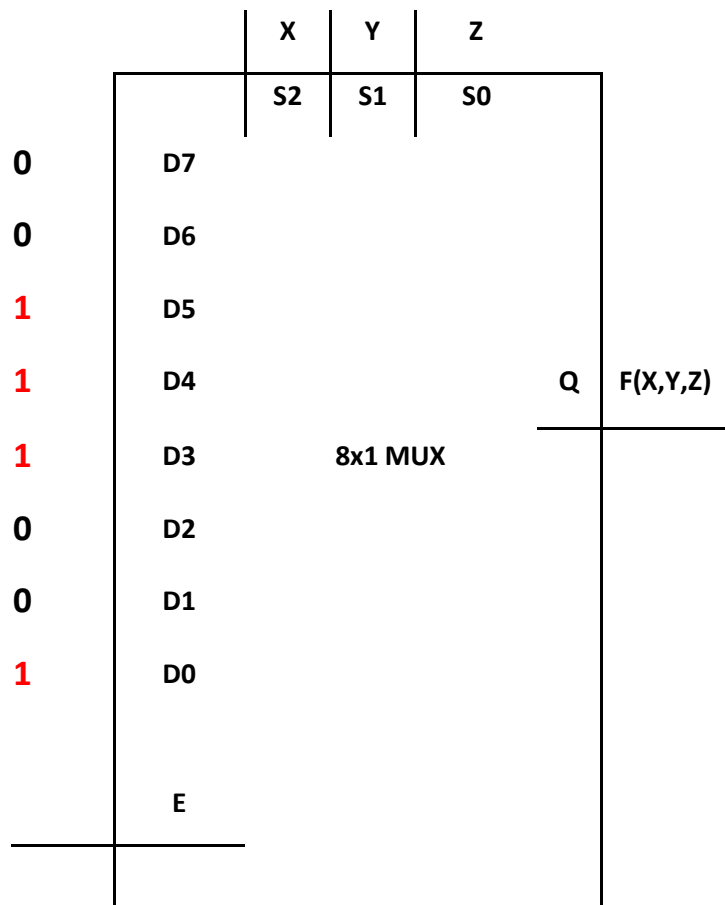 X Y Z
S2 S1 S0
0 D7
0 D6
1 D5
1 D4 Q F(X,Y,Z)
1 D3 8x1 MUX
0 D2
0 D1
1 D0
E